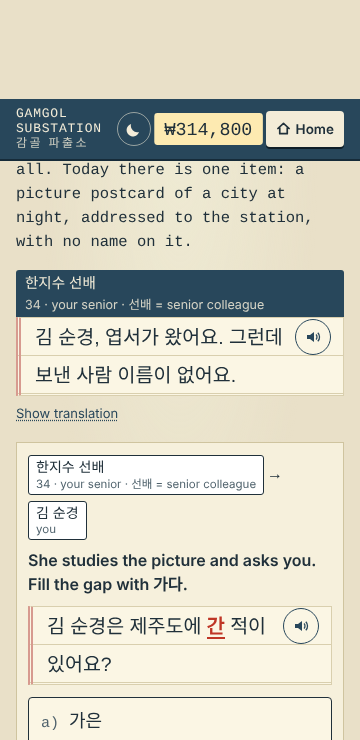 GAMGOL
SUBSTATION
감골 파출소
₩314,800
Home
all. Today there is one item: a
picture postcard of a city at
night, addressed to the station,
with no name on it.
한지수 선배
34 · your senior · 선배 = senior colleague
김 순경, 엽서가 왔어요. 그런데
보낸 사람 이름이 없어요.
Show translation
한지수 선배
34 · your senior · 선배 = senior colleague
→
김 순경
you
She studies the picture and asks you.
Fill the gap with 가다.
김 순경은 제주도에 간 적이
있어요?
a) 가은